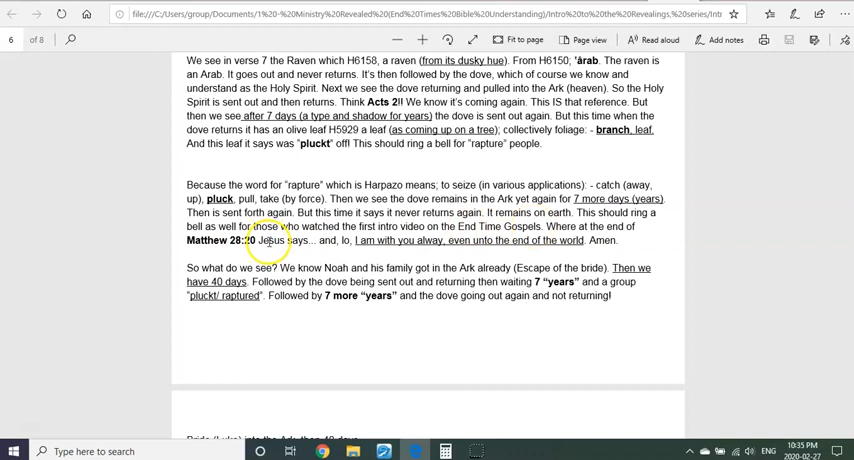 file:///C:/Users/group/Documents/1%20-%20Ministry%20Revealed%20(End%20Times%20Bible%20Understanding)/Intro%20to%20the%20Revealings,%20series/Intr
6 of 8
Fit to page
Page view
Read aloud
Add notes
We see in verse 7 the Raven which H6158, a raven (from its dusky hue). From H6150; 'ârab. The raven is
an Arab. It goes out and never returns. It's then followed by the dove, which of course we know and
understand as the Holy Spirit. Next we see the dove returning and pulled into the Ark (heaven). So the Holy
Spirit is sent out and then returns. Think Acts 2!! We know it's coming again. This IS that reference. But
then we see after 7 days (a type and shadow for years) the dove is sent out again. But this time when the
dove returns it has an olive leaf H5929 a leaf (as coming up on a tree); collectively foliage: - branch, leaf.
And this leaf it says was "pluckt" off! This should ring a bell for "rapture" people.
Because the word for "rapture" which is Harpazo means; to seize (in various applications): - catch (away,
up), pluck, pull, take (by force). Then we see the dove remains in the Ark yet again for 7 more days (years).
Then is sent forth again. But this time it says it never returns again. It remains on earth. This should ring a
bell as well for those who watched the first intro video on the End Time Gospels. Where at the end of
Matthew 28:20 Jesus says... and, lo, I am with you alway, even unto the end of the world. Amen.
So what do we see? We know Noah and his family got in the Ark already (Escape of the bride). Then we
have 40 days. Followed by the dove being sent out and returning then waiting 7 "years" and a group
"pluckt/ raptured". Followed by 7 more "years" and the dove going out again and not returning!
Bride (Luke) into the Ark, then 40 days
Type here to search
ENG
10:35 PM
2020-02-27